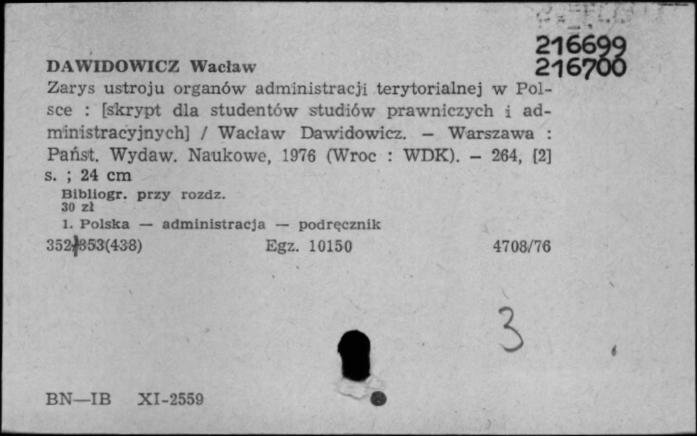 216699
DAWIDOWICZ Wacław 216700
Zarys ustroju organów administracji terytorialnej w Pol-
sce : [skrypt dla studentów studiów prawniczych i ad-
ministracyjnych] / Wacław Dawidowicz. — Warszawa :
Państ. Wydaw. Naukowe, 1976 (Wroc : WDK). — 264, [2]
s. ; 24 cm
Bibliogr. przy rozdz.
30 zł
1. Polska — administracja — podręcznik
352/353(438) Egz. 10150 4708/76
3
BN—IB XI-2559